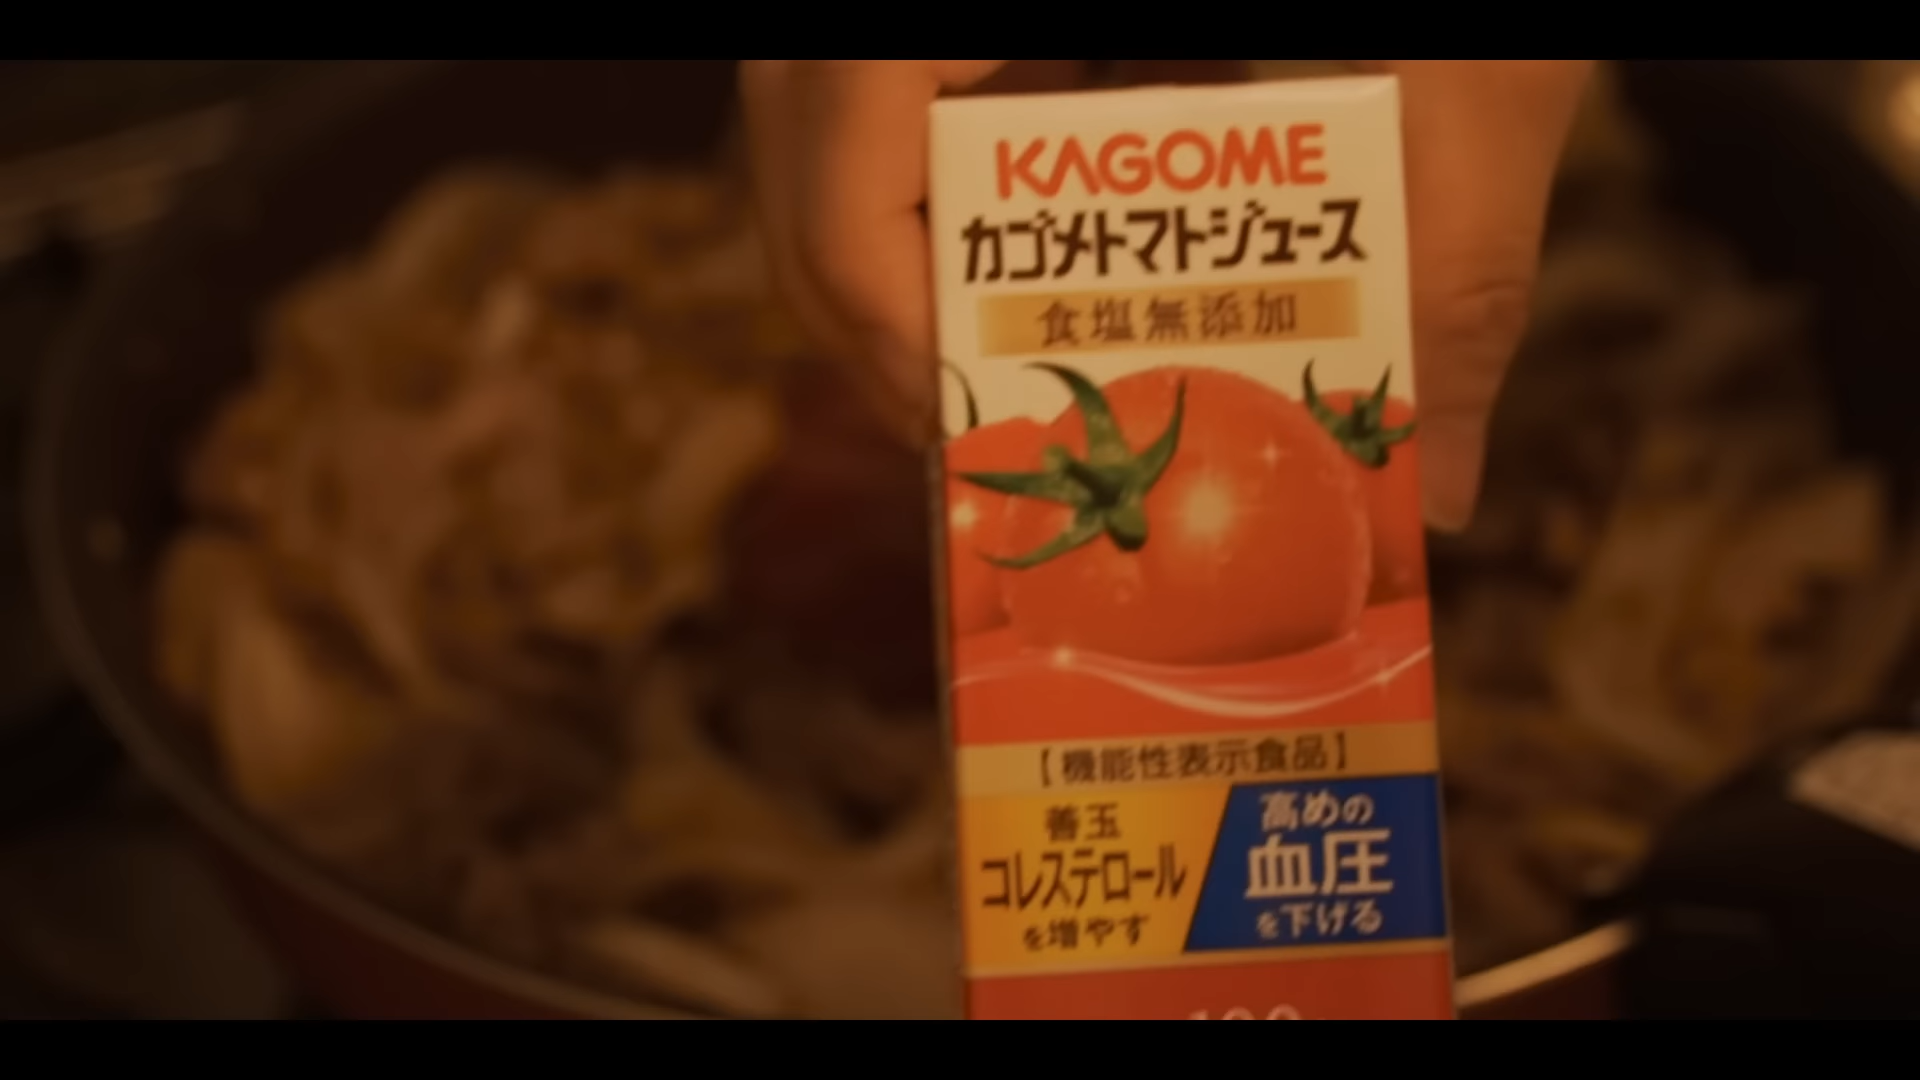 KAGOME
カゴメトマトジュース
食塩無添加
【機能性表示食品】
善玉
コレステロール
を増やす
高めの
血圧
を下げる